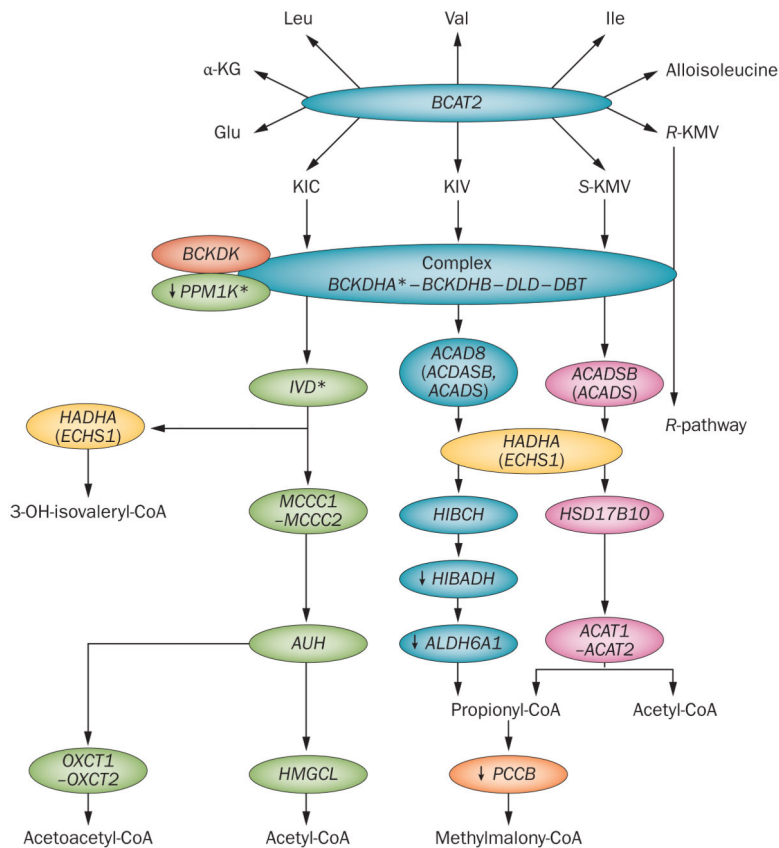 Leu
Val
Ile
α-KG
Alloisoleucine
BCAT2
Glu
R-KMV
KIC
KIV
S-KMV
BCKDK
Complex
↓ PPM1K*
BCKDHA*–BCKDHB–DLD–DBT
ACAD8
(ACDASB,
ACADS)
ACADSB
(ACADS)
IVD*
HADHA
(ECHS1)
R-pathway
HADHA
(ECHS1)
3-OH-isovaleryl-CoA
MCCC1
–MCCC2
HIBCH
HSD17B10
↓ HIBADH
AUH
↓ ALDH6A1
ACAT1
–ACAT2
Propionyl-CoA
Acetyl-CoA
OXCT1
–OXCT2
HMGCL
↓ PCCB
Acetoacetyl-CoA
Acetyl-CoA
Methylmalony-CoA